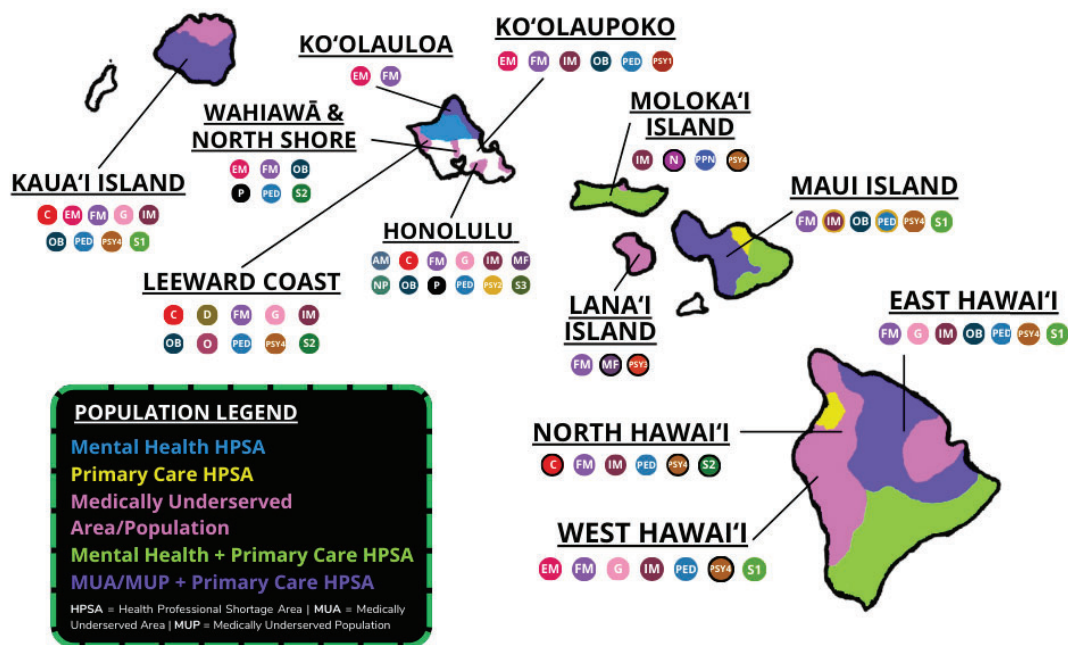 KO‘OLAULOA
EM FM
KO‘OLAUPOKO
EM FM IM OB PED PSY1
WAHIAWĀ &
NORTH SHORE
EM FM OB
P PED S2
MOLOKA‘I
ISLAND
IM N PPN PSY4
KAUA‘I ISLAND
C EM FM G IM
OB PED PSY4 S1
MAUI ISLAND
FM IM OB PED PSY4 S1
HONOLULU
AM C FM G IM MF
NP OB P PED PSY2 S3
LEEWARD COAST
C D FM G IM
OB O PED PSY4 S2
LANA‘I
ISLAND
FM MF PSY3
EAST HAWAI‘I
FM G IM OB PED PSY4 S1
NORTH HAWAI‘I
C FM IM PED PSY4 S2
WEST HAWAI‘I
EM FM G IM PED PSY4 S1
POPULATION LEGEND
Mental Health HPSA
Primary Care HPSA
Medically Underserved
Area/Population
Mental Health + Primary Care HPSA
MUA/MUP + Primary Care HPSA
HPSA = Health Professional Shortage Area | MUA = Medically
Underserved Area | MUP = Medically Underserved Population